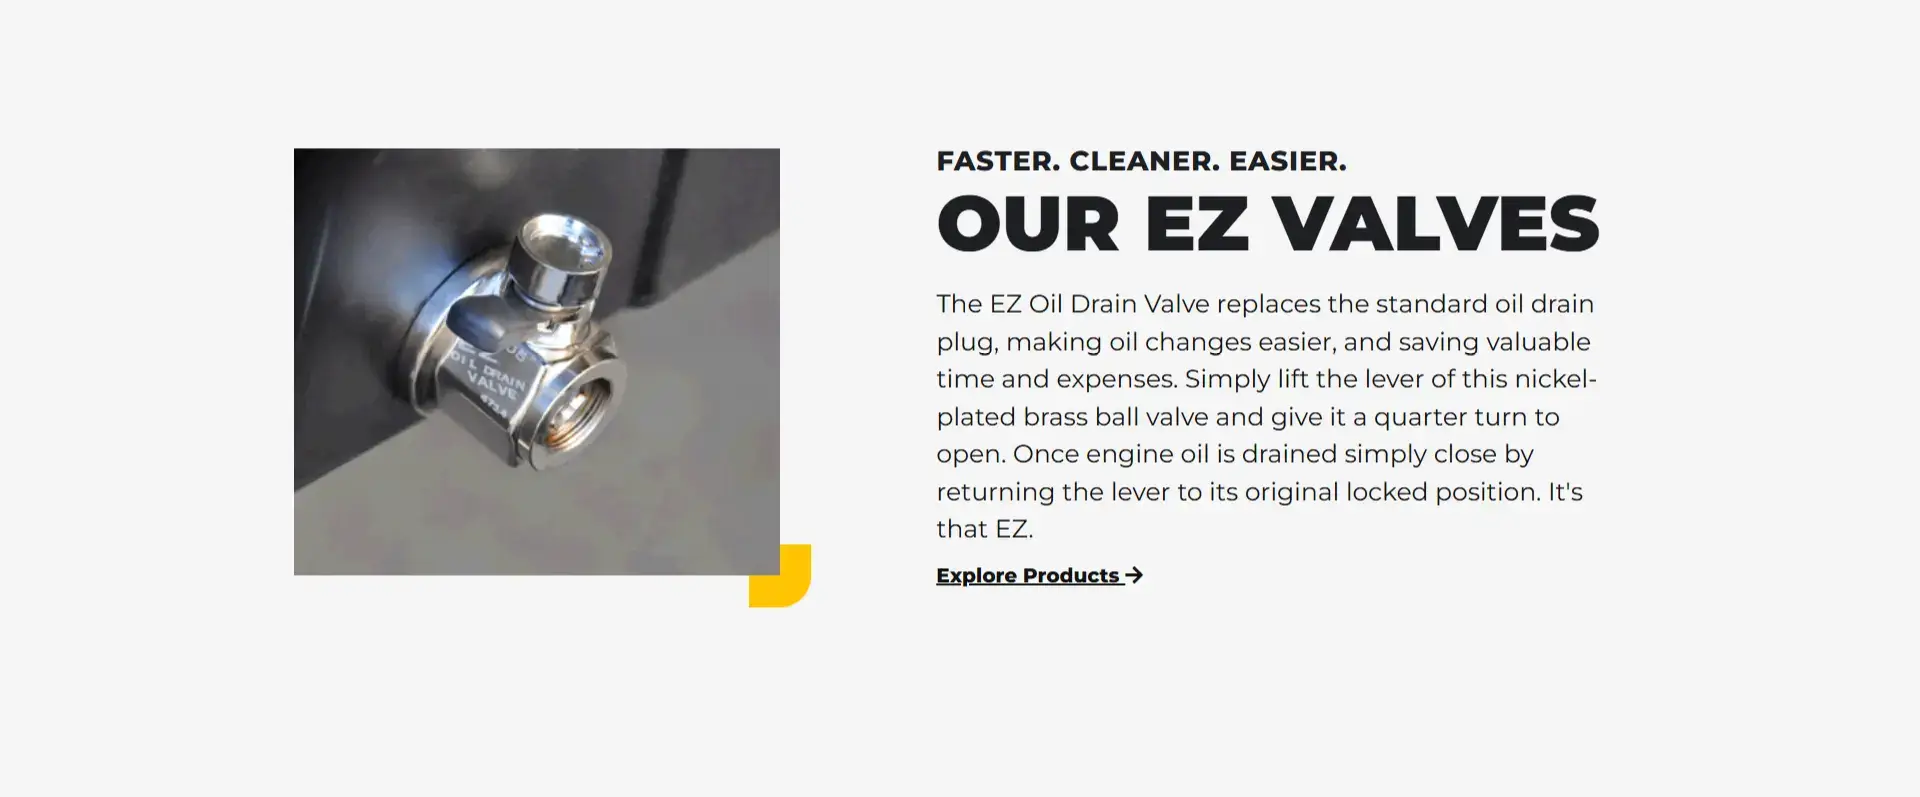 FASTER. CLEANER. EASIER.
OUR EZ VALVES
The EZ Oil Drain Valve replaces the standard oil drain
plug, making oil changes easier, and saving valuable
time and expenses. Simply lift the lever of this nickel-
plated brass ball valve and give it a quarter turn to
open. Once engine oil is drained simply close by
returning the lever to its original locked position. It's
that EZ.
Explore Products →
EZ
OIL DRAIN
VALVE